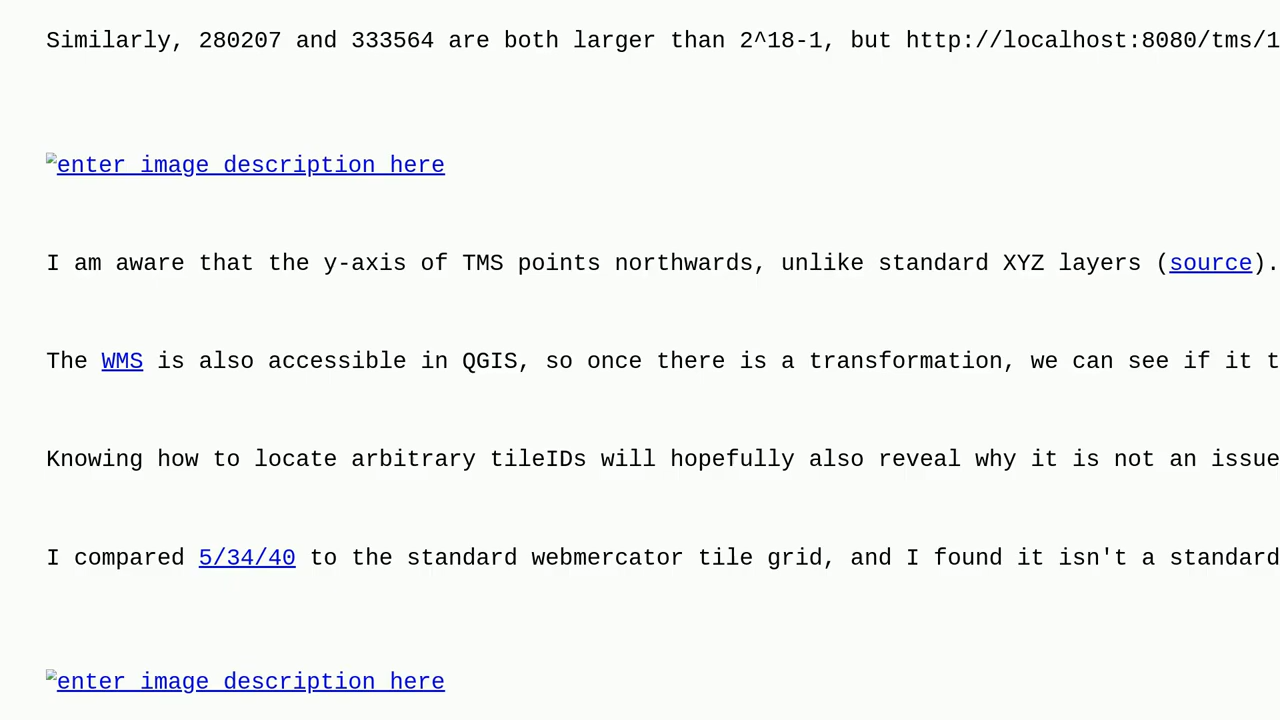 Similarly, 280207 and 333564 are both larger than 2^18-1, but http://localhost:8080/tms/1
enter image description here
I am aware that the y-axis of TMS points northwards, unlike standard XYZ layers (source).
The WMS is also accessible in QGIS, so once there is a transformation, we can see if it t
Knowing how to locate arbitrary tileIDs will hopefully also reveal why it is not an issue
I compared 5/34/40 to the standard webmercator tile grid, and I found it isn't a standard
enter image description here